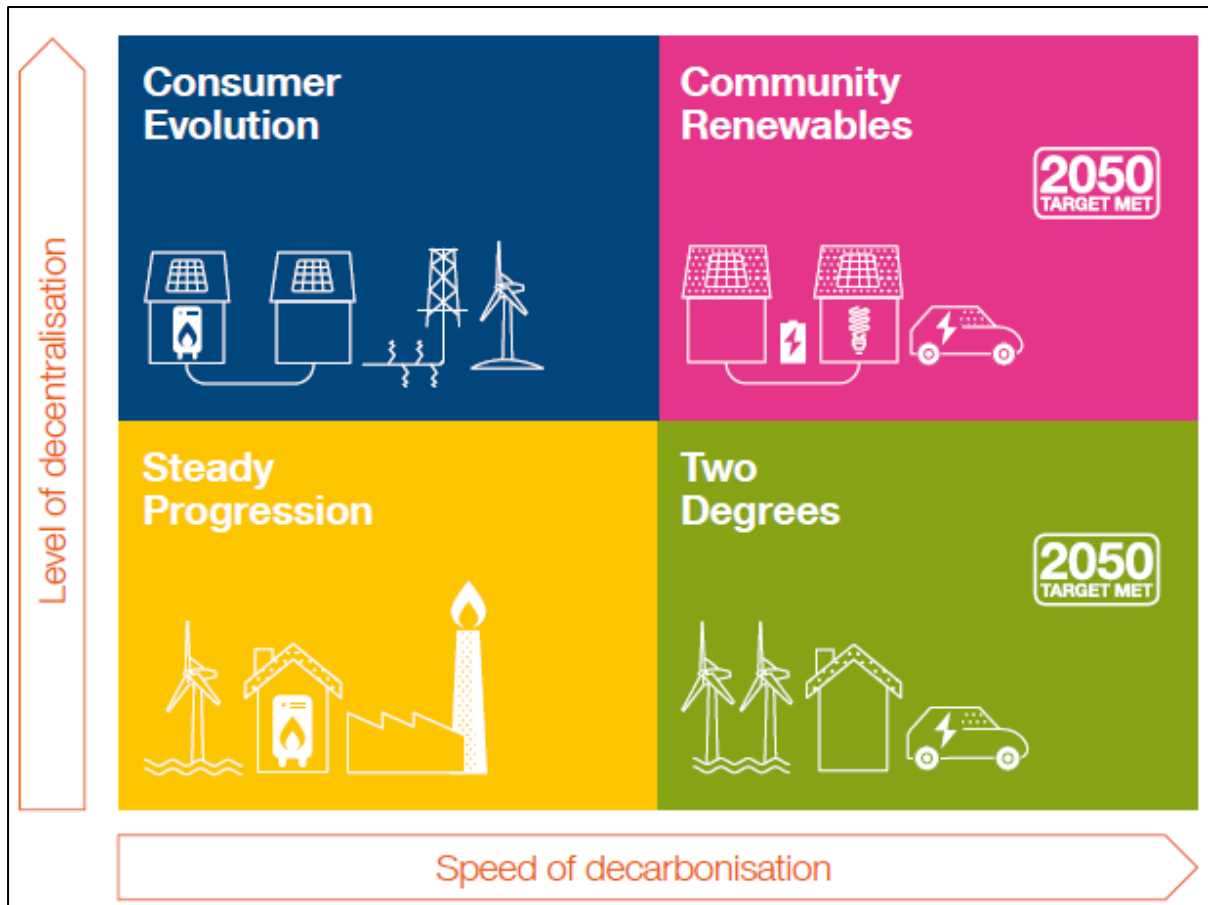 Level of decentralisation
Consumer
Evolution
Community
Renewables
2050
TARGET MET
Steady
Progression
Two
Degrees
2050
TARGET MET
Speed of decarbonisation